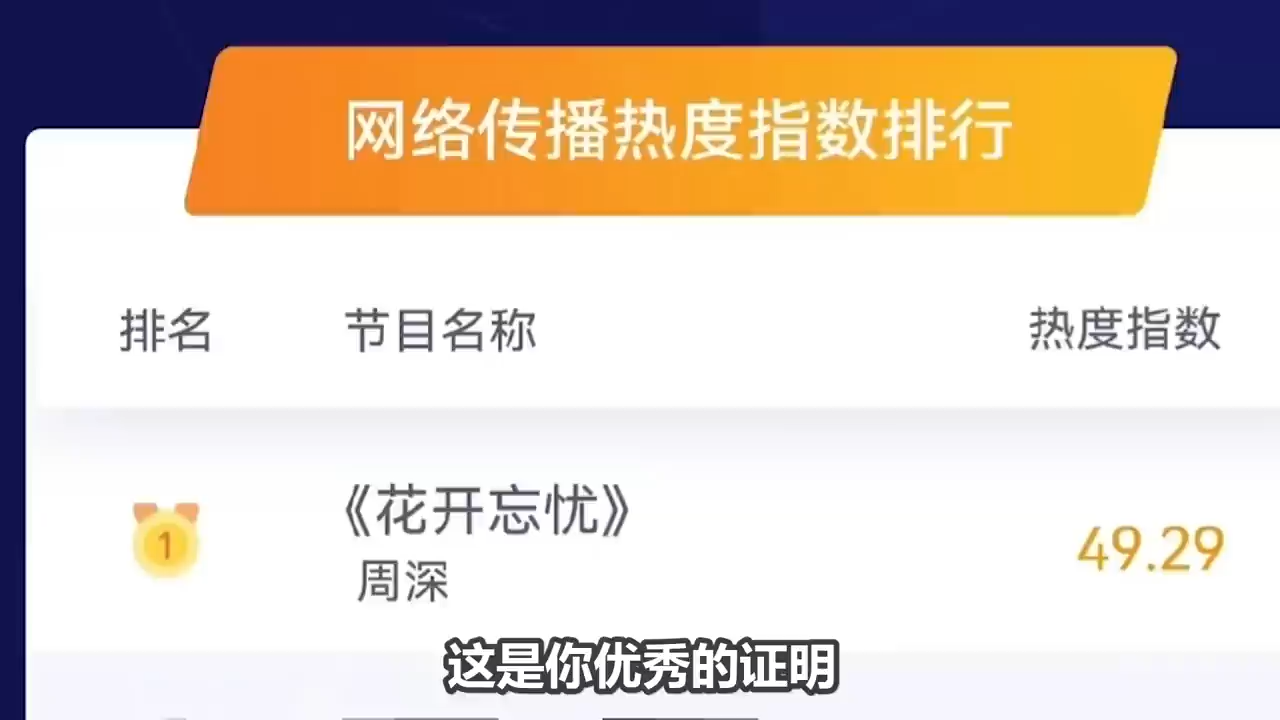 网络传播热度指数排行
排名 节目名称 热度指数
1 《花开忘忧》 49.29
周深
这是你优秀的证明